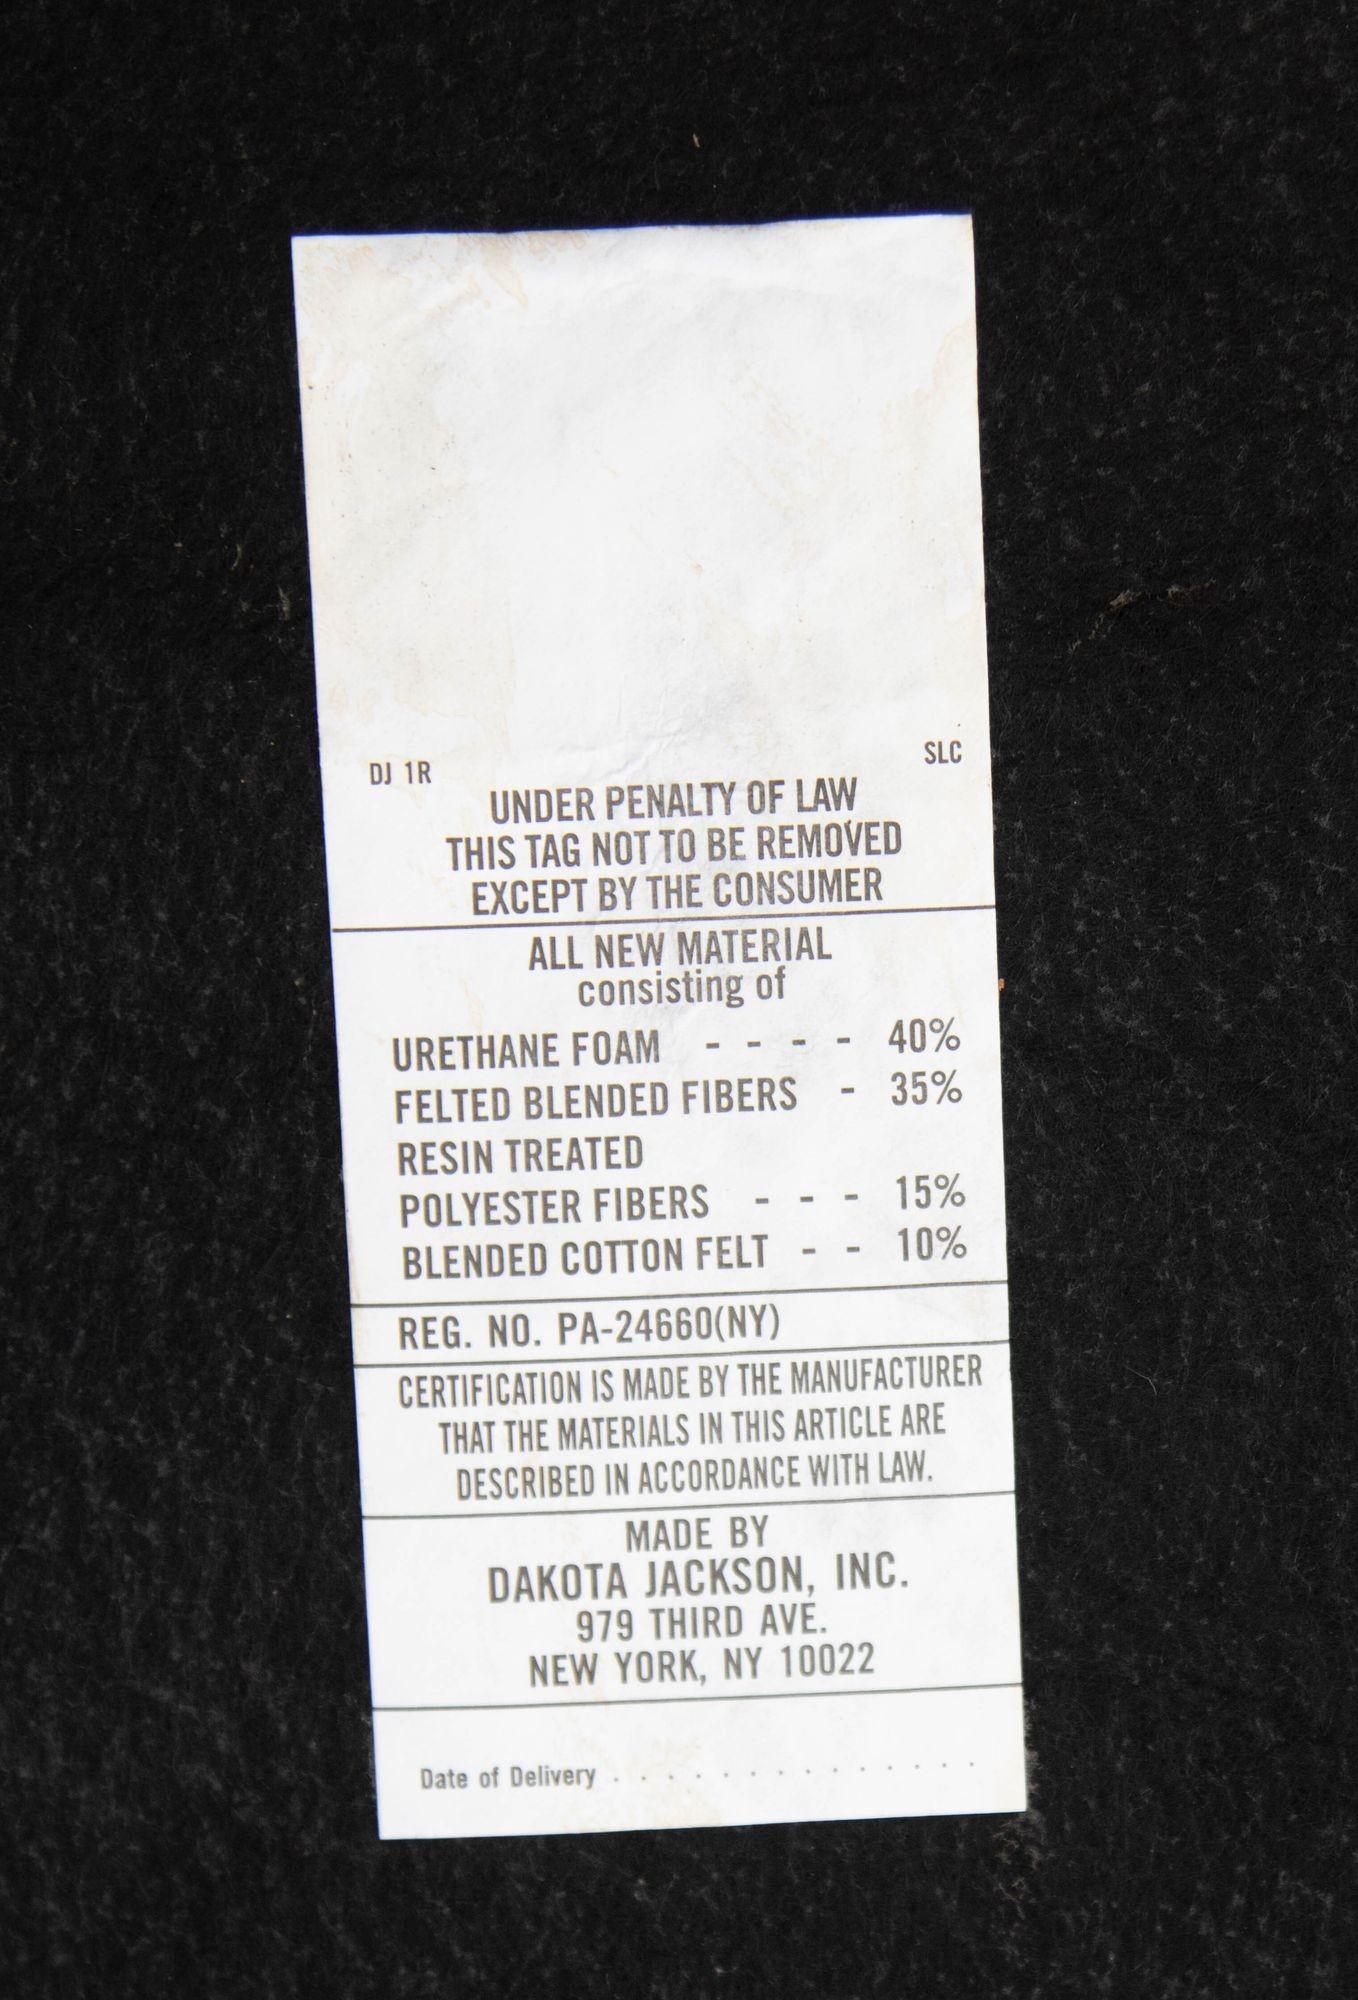 DJ 1R SLC
UNDER PENALTY OF LAW
THIS TAG NOT TO BE REMOVED
EXCEPT BY THE CONSUMER
ALL NEW MATERIAL
consisting of
URETHANE FOAM - - - - 40%
FELTED BLENDED FIBERS - 35%
RESIN TREATED
POLYESTER FIBERS - - - 15%
BLENDED COTTON FELT - - 10%
REG. NO. PA-24660(NY)
CERTIFICATION IS MADE BY THE MANUFACTURER
THAT THE MATERIALS IN THIS ARTICLE ARE
DESCRIBED IN ACCORDANCE WITH LAW.
MADE BY
DAKOTA JACKSON, INC.
979 THIRD AVE.
NEW YORK, NY 10022
Date of Delivery . . . . . . . . . . . . . .